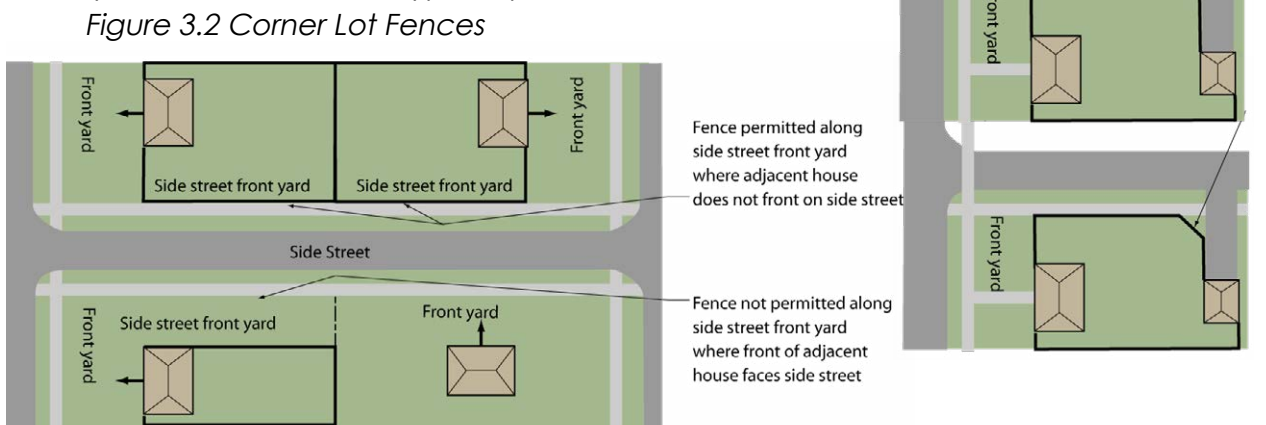 Figure 3.2 Corner Lot Fences
Front yard
Front yard
Side street front yard
Side street front yard
Fence permitted along
side street front yard
where adjacent house
does not front on side street
Side Street
Front yard
Side street front yard
Front yard
Fence not permitted along
side street front yard
where front of adjacent
house faces side street
Front yard
Front yard